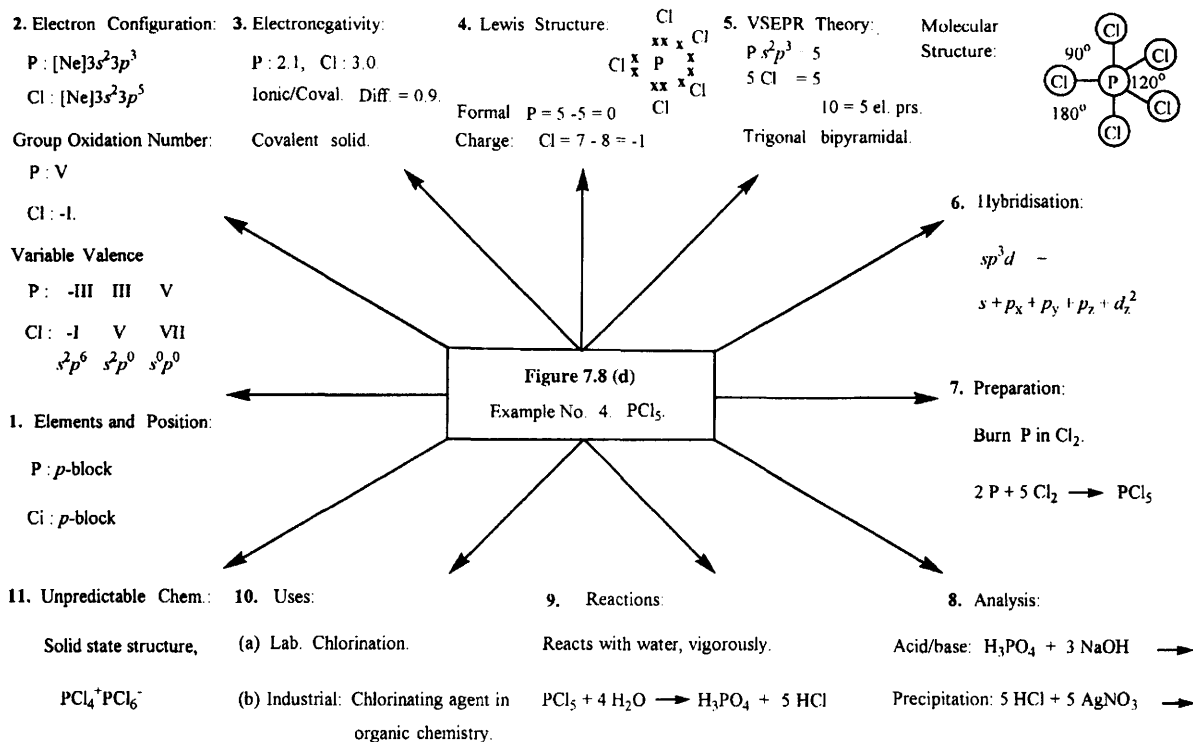 2. Electron Configuration:
P : [Ne]3s²3p³
Cl : [Ne]3s²3p⁵
Group Oxidation Number:
P : V
Cl : -I.
Variable Valence
P : -III III V
Cl : -I V VII
s²p⁶ s²p⁰ s⁰p⁰
3. Electronegativity:
P : 2.1, Cl : 3.0.
Ionic/Coval. Diff. = 0.9.
Covalent solid.
4. Lewis Structure:
Cl
Cl
Cl x x P x x
Cl
Cl
Formal P = 5 -5 = 0
Charge: Cl = 7 - 8 = -1
5. VSEPR Theory:
P s²p³ = 5
5 Cl = 5
10 = 5 el. prs.
Trigonal bipyramidal.
Molecular
Structure:
Cl
90°
Cl
Cl P 120°
180°
Cl
Cl
6. Hybridisation:
sp³d –
s + pₓ + p_y + p_z + d_z²
Figure 7.8 (d)
Example No. 4. PCl₅.
7. Preparation:
Burn P in Cl₂.
2 P + 5 Cl₂ → PCl₅
1. Elements and Position:
P : p-block
Ci : p-block
11. Unpredictable Chem.:
Solid state structure,
PCl₄⁺PCl₆⁻
10. Uses:
(a) Lab. Chlorination.
(b) Industrial: Chlorinating agent in
organic chemistry.
9. Reactions:
Reacts with water, vigorously.
PCl₅ + 4 H₂O → H₃PO₄ + 5 HCl
8. Analysis:
Acid/base: H₃PO₄ + 3 NaOH →
Precipitation: 5 HCl + 5 AgNO₃ →